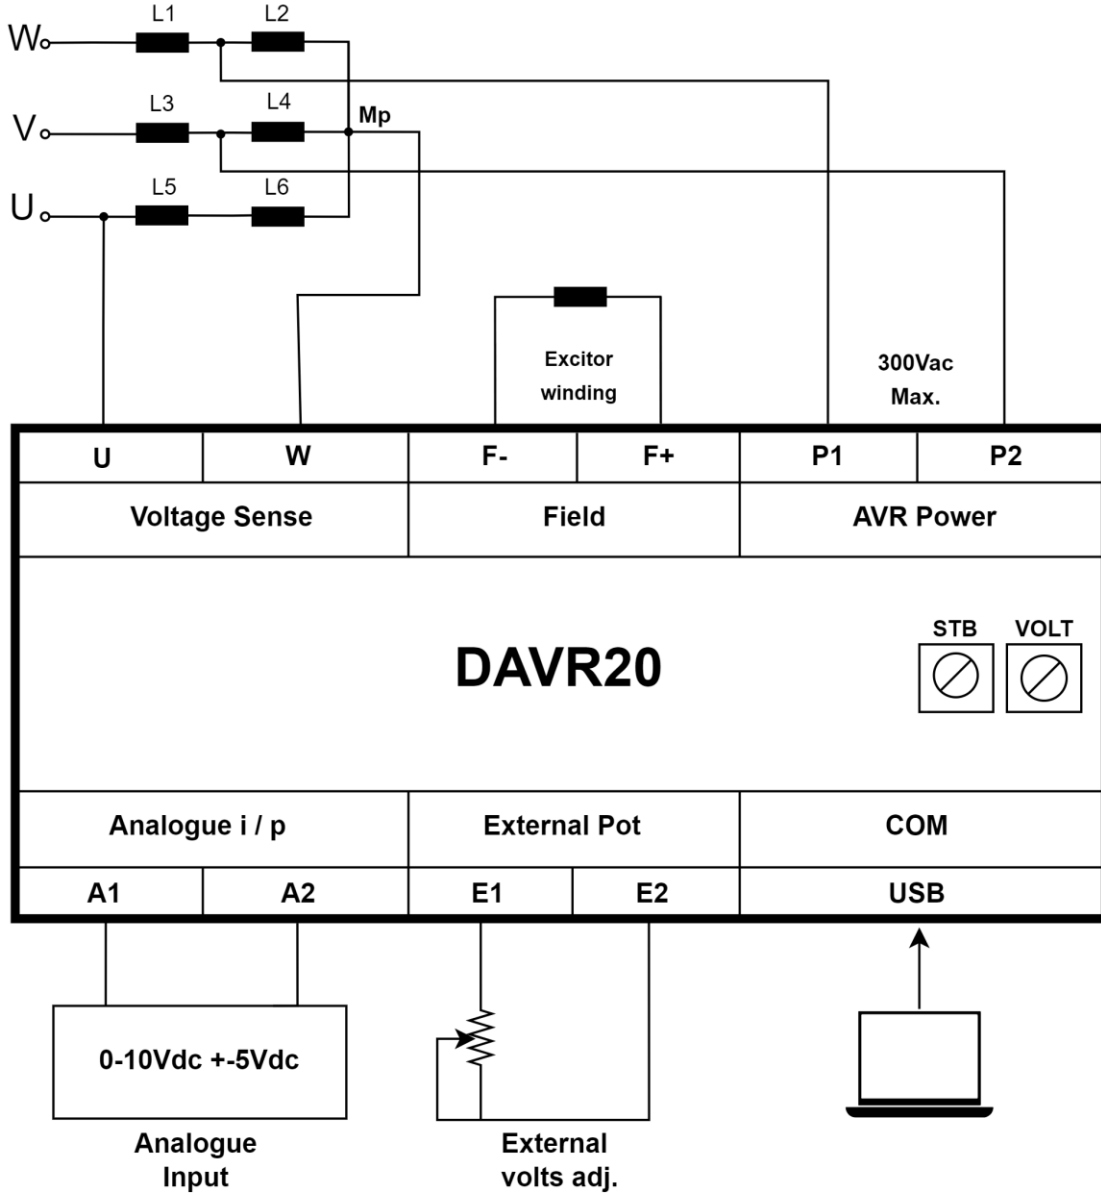 L1 L2
W
L3 L4 Mp
V
L5 L6
U
Excitor
winding
300Vac
Max.
U W F- F+ P1 P2
Voltage Sense Field AVR Power
STB VOLT
DAVR20
Analogue i / p External Pot COM
A1 A2 E1 E2 USB
0-10Vdc +-5Vdc
Analogue
Input
External
volts adj.